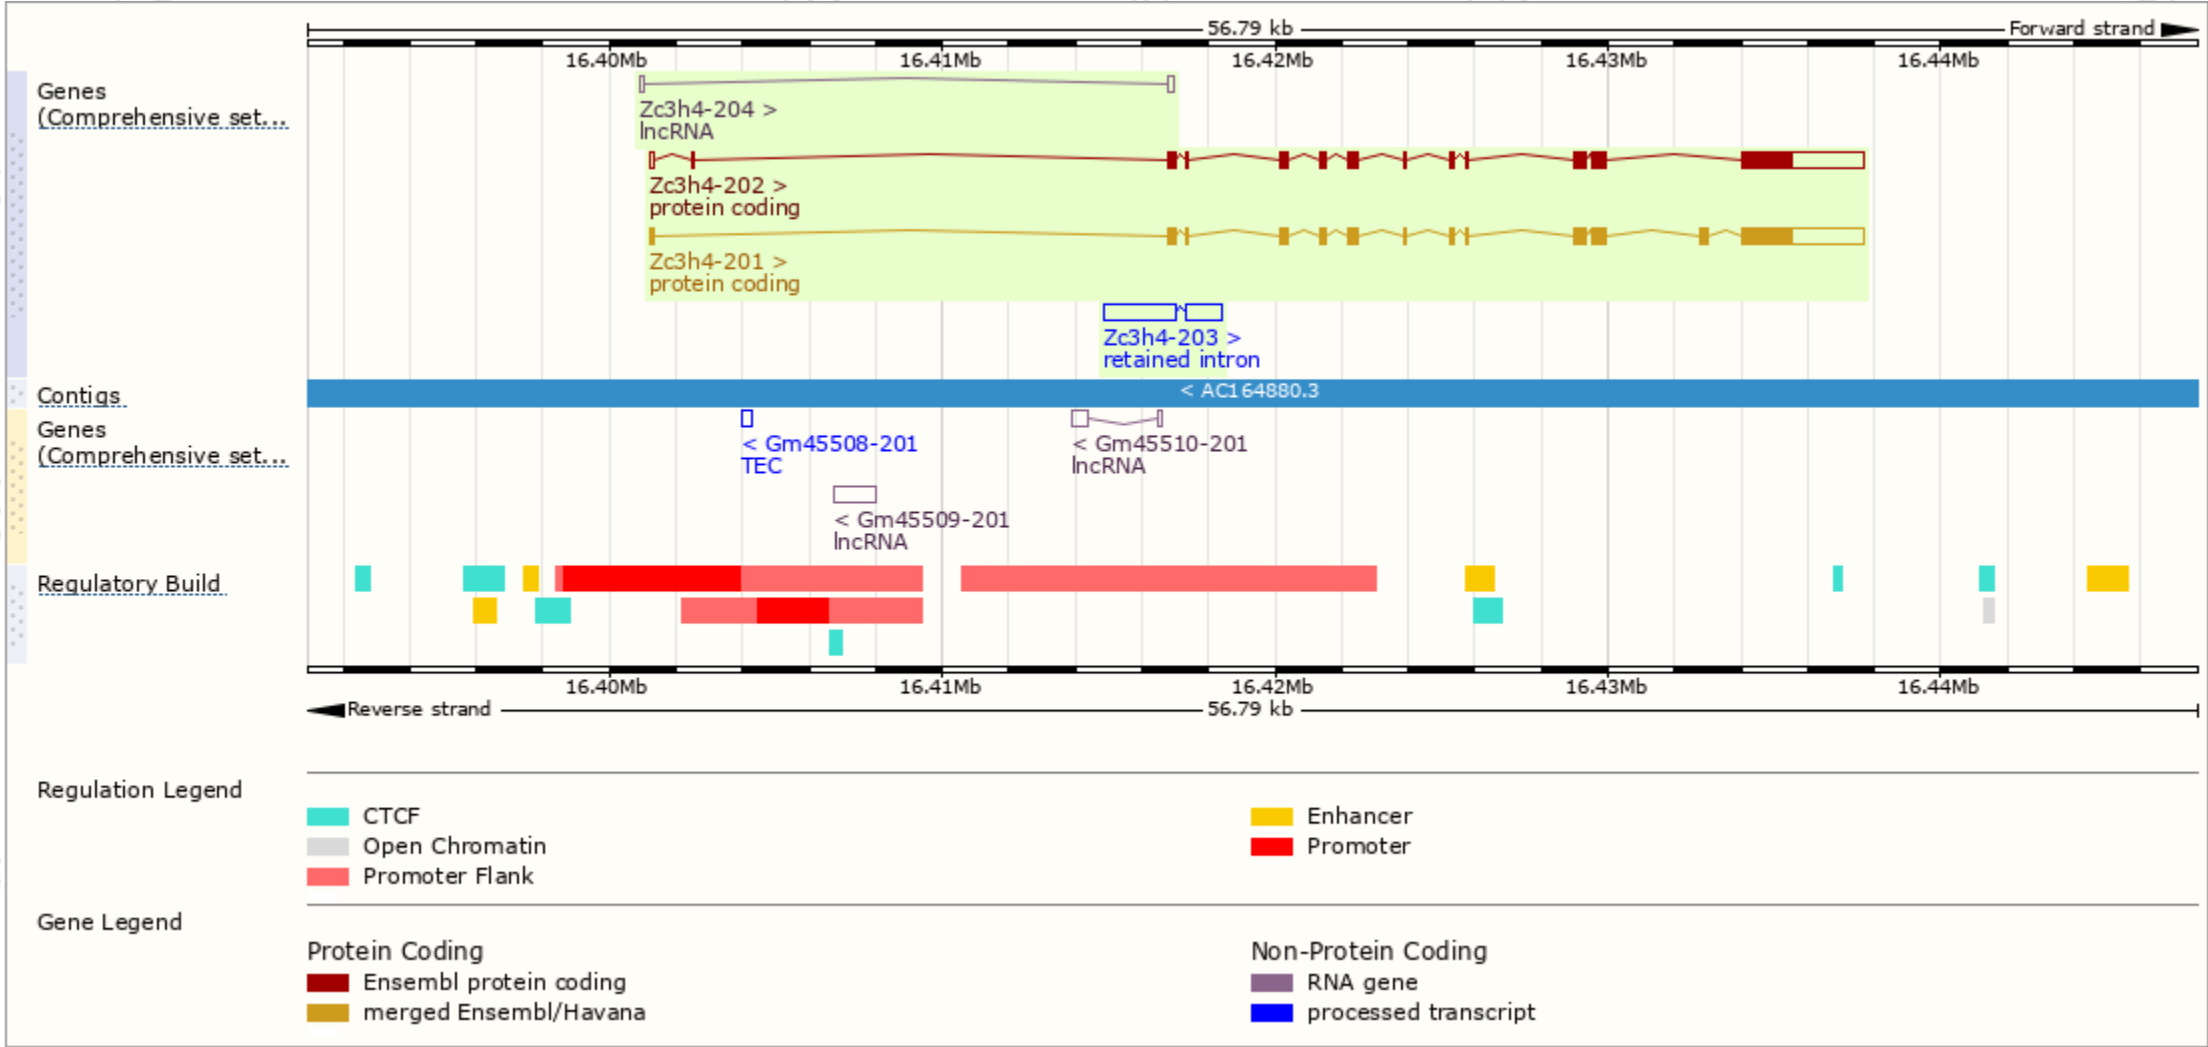 56.79 kb Forward strand
16.40Mb 16.41Mb 16.42Mb 16.43Mb 16.44Mb
Genes
(Comprehensive set...
Zc3h4-204 >
lncRNA
Zc3h4-202 >
protein coding
Zc3h4-201 >
protein coding
Zc3h4-203 >
retained intron
Contigs < AC164880.3
Genes
(Comprehensive set...
< Gm45508-201
TEC
< Gm45510-201
lncRNA
< Gm45509-201
lncRNA
Regulatory Build
16.40Mb 16.41Mb 16.42Mb 16.43Mb 16.44Mb
Reverse strand 56.79 kb
Regulation Legend
CTCF Enhancer
Open Chromatin Promoter
Promoter Flank
Gene Legend
Protein Coding Non-Protein Coding
Ensembl protein coding RNA gene
merged Ensembl/Havana processed transcript